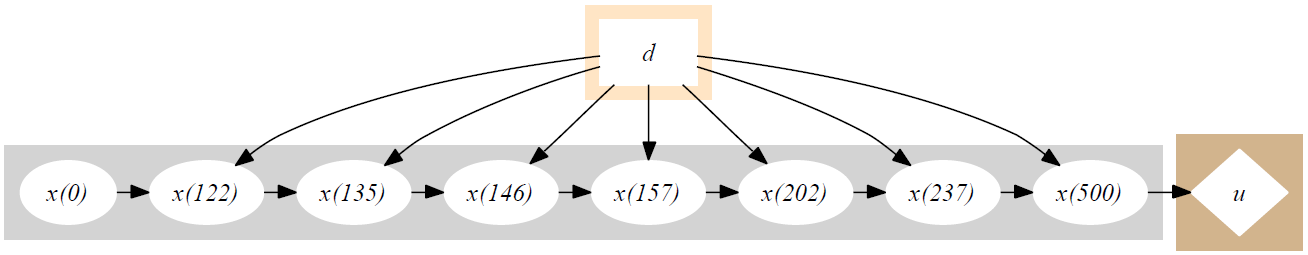 d
x(0) x(122) x(135) x(146) x(157) x(202) x(237) x(500) u